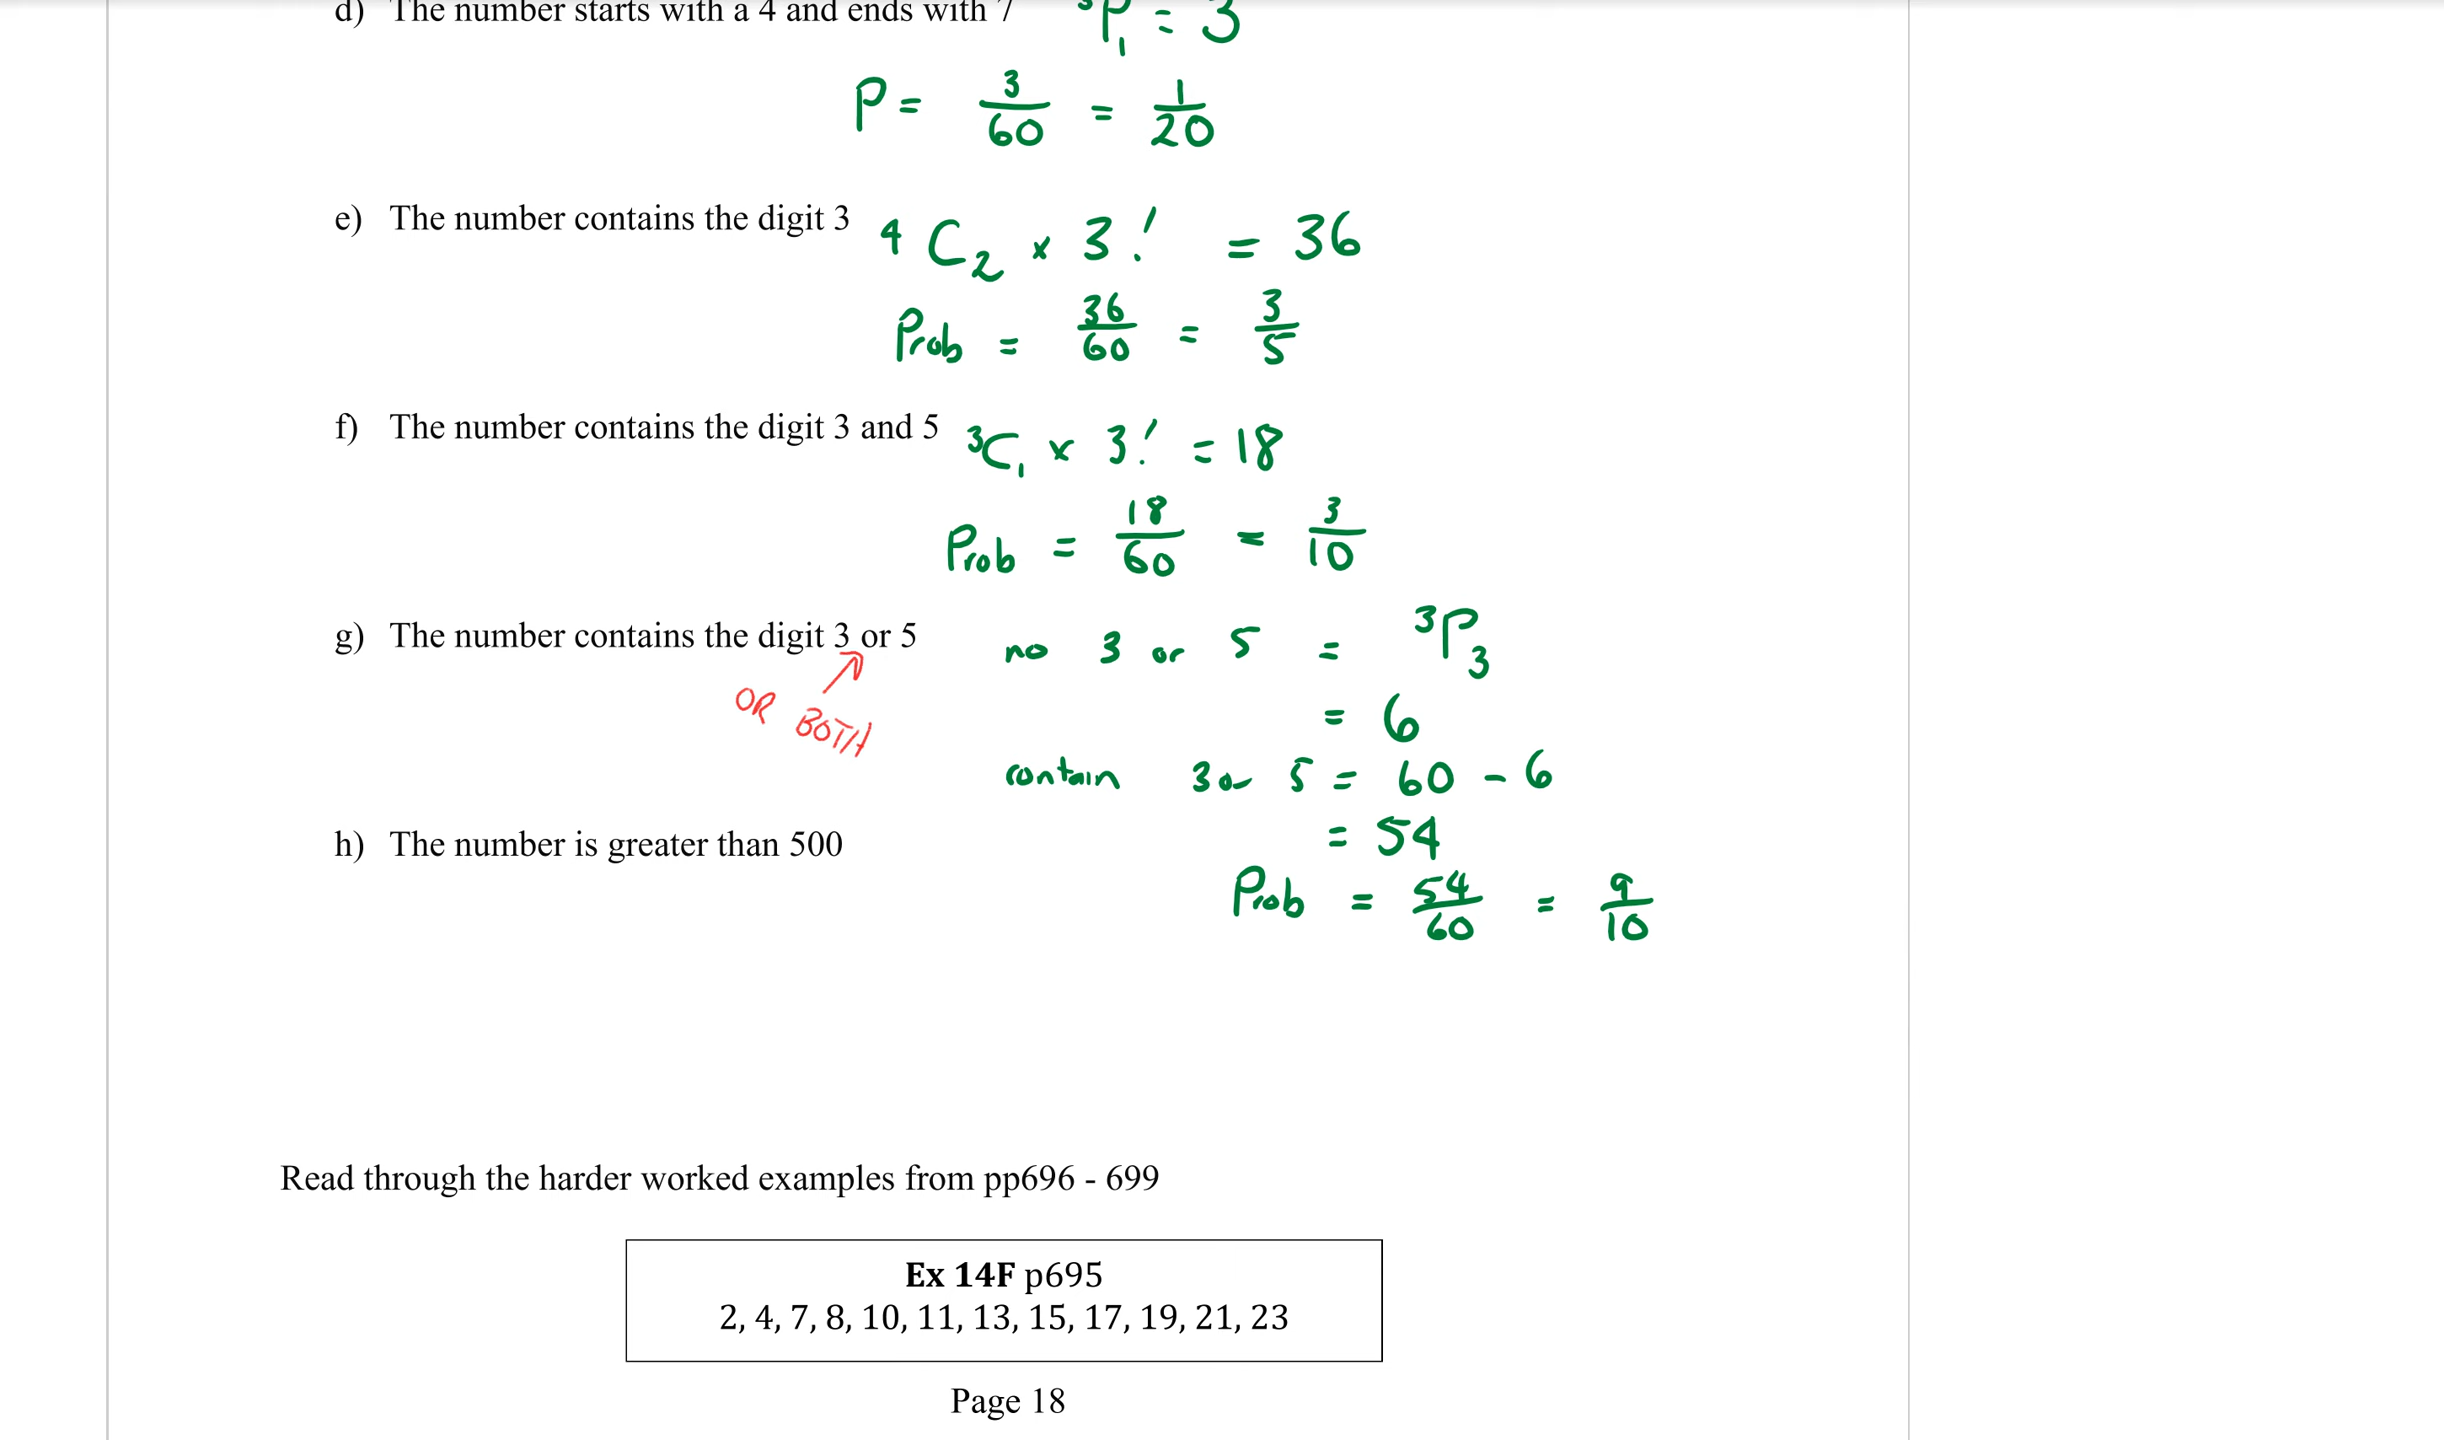 d) The number starts with a 4 and ends with 7 ³P₁ = 3
P = 3/60 = 1/20
e) The number contains the digit 3 ⁴C₂ × 3! = 36
Prob = 36/60 = 3/5
f) The number contains the digit 3 and 5 ³C₁ × 3! = 18
Prob = 18/60 = 3/10
g) The number contains the digit 3 or 5 no 3 or 5 = ³P₃
OR BOTH
= 6
contain 3 or 5 = 60 - 6
h) The number is greater than 500
= 54
Prob = 54/60 = 9/10
Read through the harder worked examples from pp696 - 699
Ex 14F p695
2, 4, 7, 8, 10, 11, 13, 15, 17, 19, 21, 23
Page 18